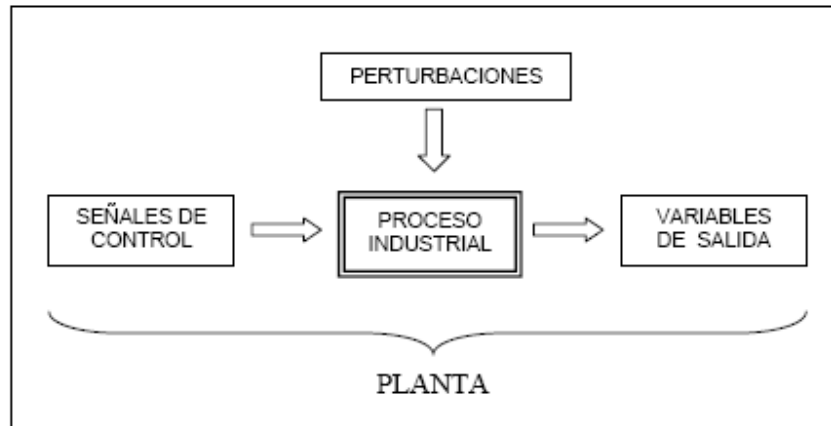 PERTURBACIONES
SEÑALES DE
CONTROL
PROCESO
INDUSTRIAL
VARIABLES
DE SALIDA
PLANTA